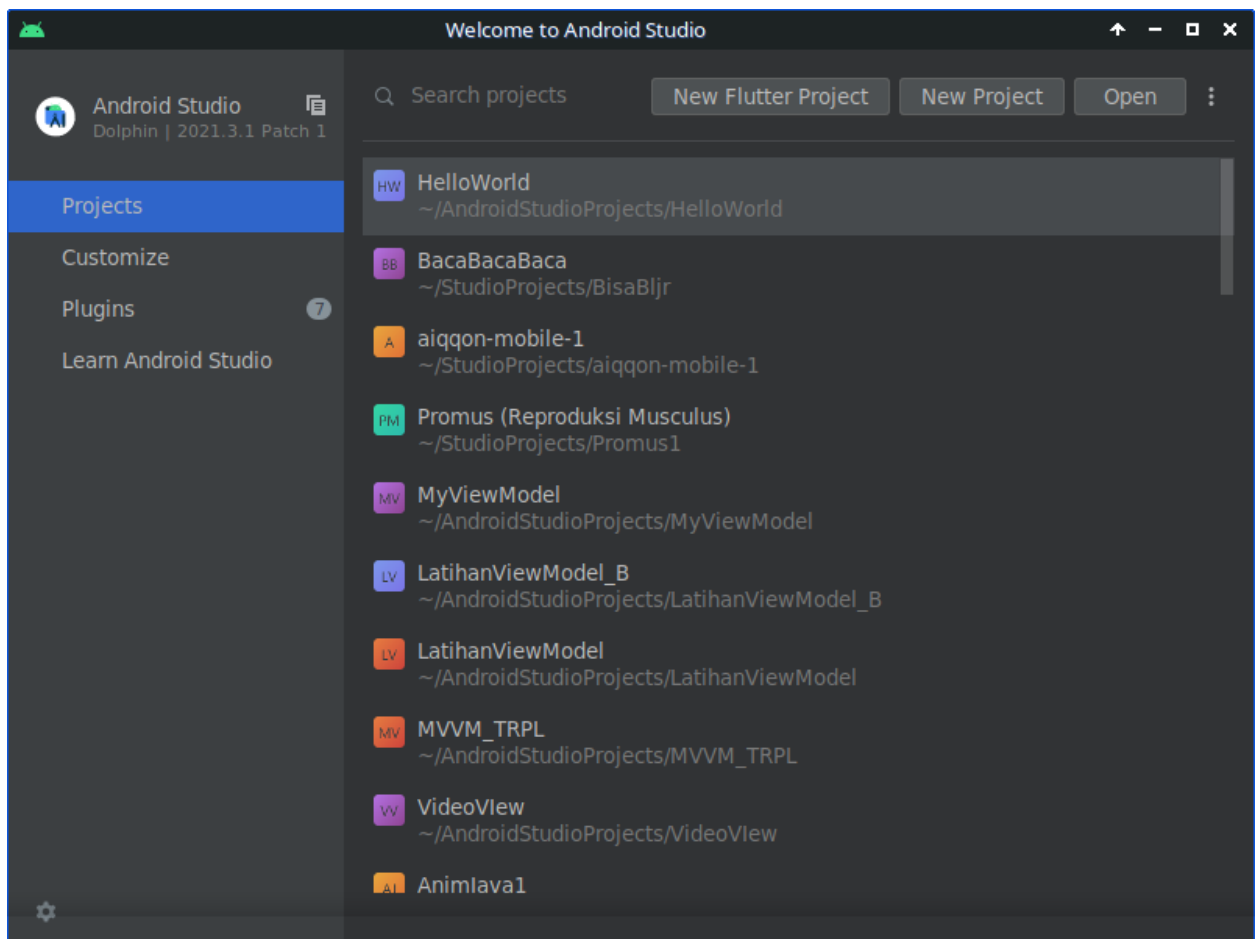 Welcome to Android Studio
Android Studio
Dolphin | 2021.3.1 Patch 1
Projects
Customize
Plugins 7
Learn Android Studio
Search projects New Flutter Project New Project Open
HW HelloWorld
~/AndroidStudioProjects/HelloWorld
BB BacaBacaBaca
~/StudioProjects/BisaBljr
A aiqqon-mobile-1
~/StudioProjects/aiqqon-mobile-1
PM Promus (Reproduksi Musculus)
~/StudioProjects/Promus1
MV MyViewModel
~/AndroidStudioProjects/MyViewModel
LV LatihanViewModel_B
~/AndroidStudioProjects/LatihanViewModel_B
LV LatihanViewModel
~/AndroidStudioProjects/LatihanViewModel
MV MVVM_TRPL
~/AndroidStudioProjects/MVVM_TRPL
VV VideoVIew
~/AndroidStudioProjects/VideoVIew